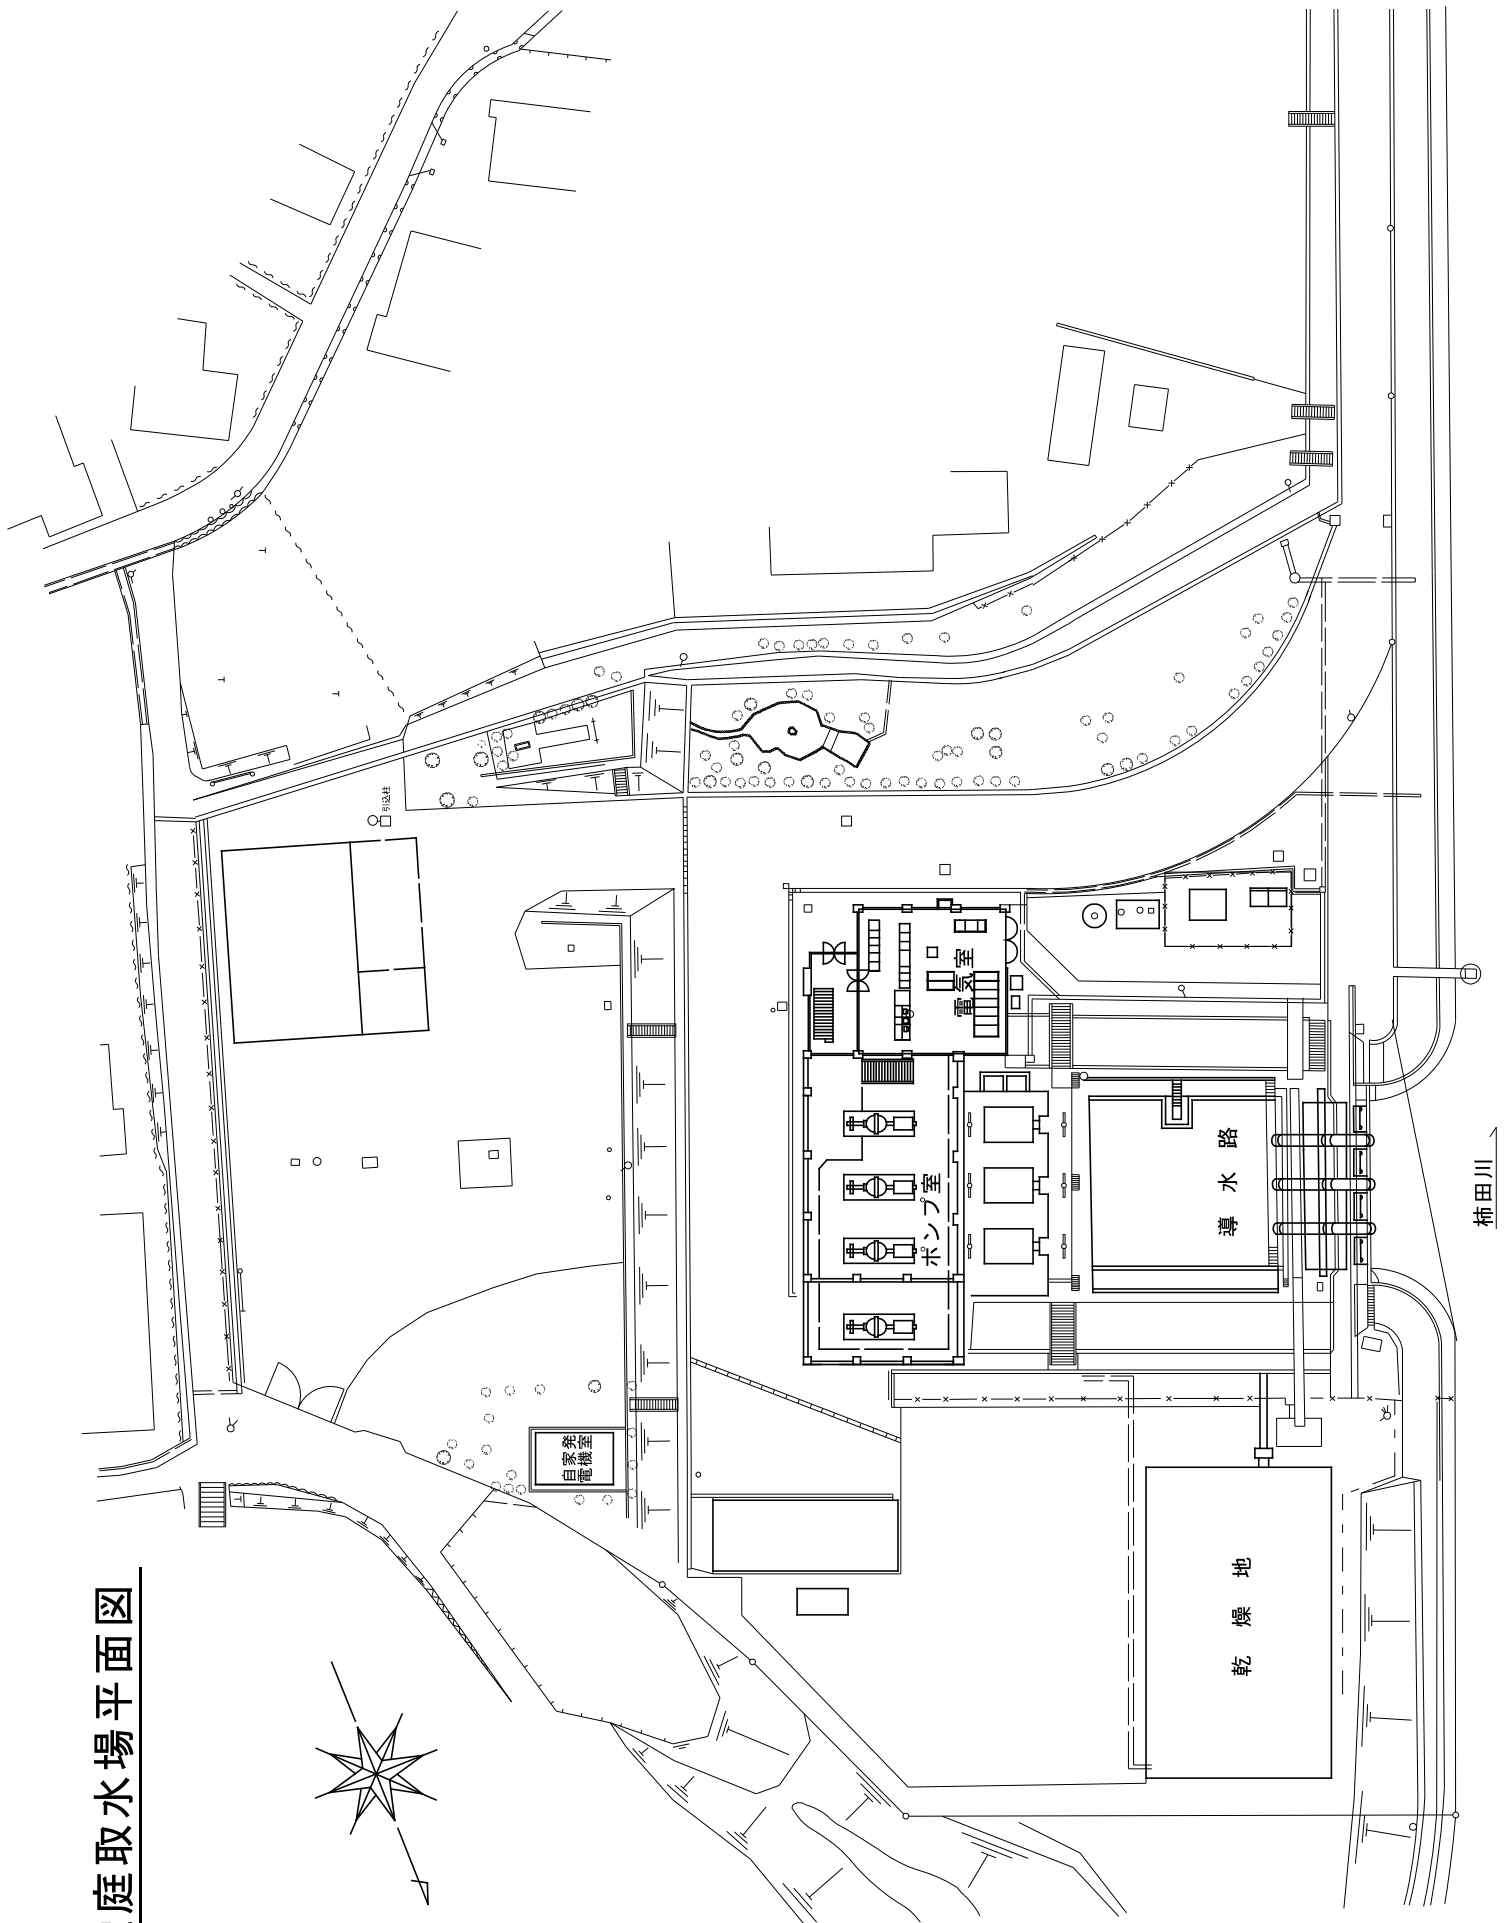 庭取水場平面図
引込柱
電気室
ポンプ室
導水路
自家発
電機室
乾燥地
柿田川